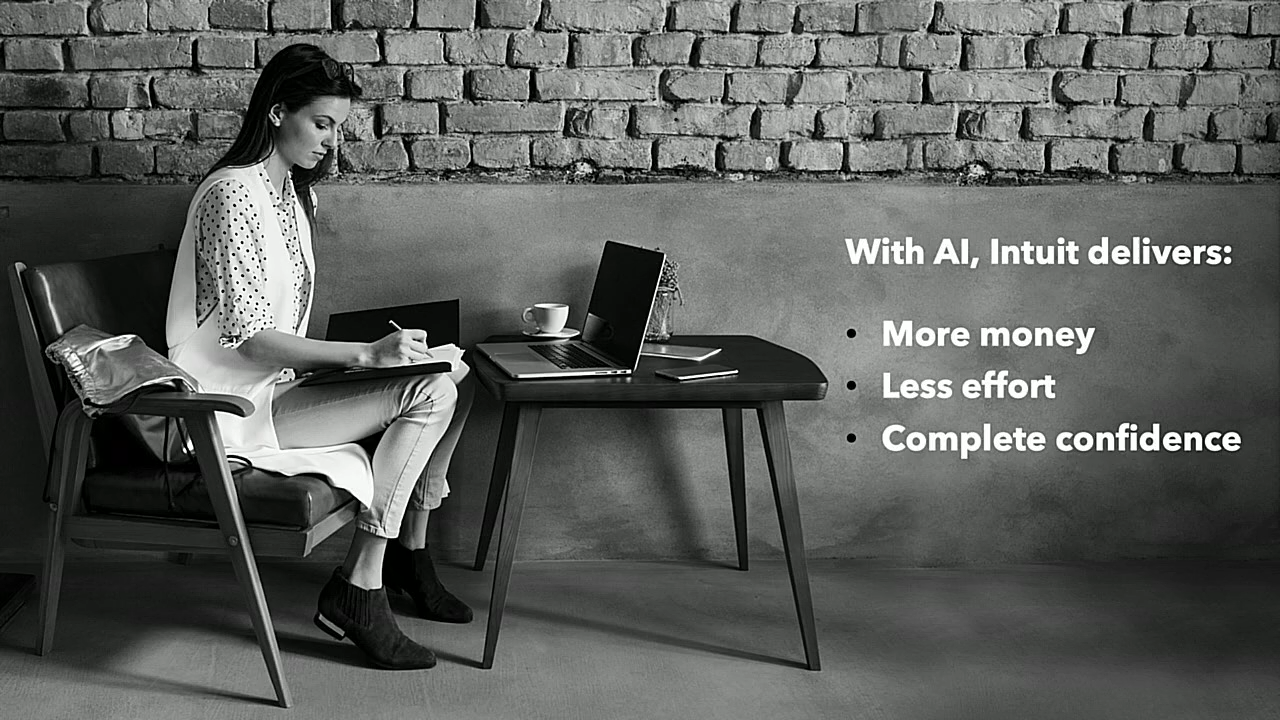 With AI, Intuit delivers:
• More money
• Less effort
• Complete confidence